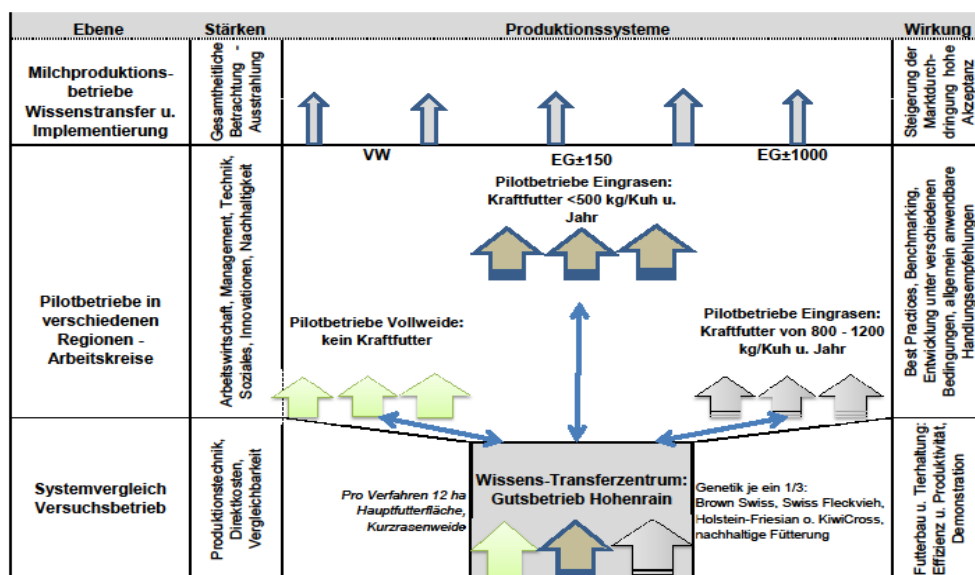 Ebene
Stärken
Produktionssysteme
Wirkung
Milchproduktions-
betriebe
Wissenstransfer u.
Implementierung
Gesamtheitliche
Betrachtung -
Ausstrahlung
Steigerung der
Marktdurch-
dringung hohe
Akzeptanz
VW
EG±150
EG±1000
Pilotbetriebe in
verschiedenen
Regionen -
Arbeitskreise
Arbeitswirtschaft, Management, Technik,
Soziales, Innovationen, Nachhaltigkeit
Pilotbetriebe Eingrasen:
Kraftfutter <500 kg/Kuh u.
Jahr
Pilotbetriebe Vollweide:
kein Kraftfutter
Pilotbetriebe Eingrasen:
Kraftfutter von 800 - 1200
kg/Kuh u. Jahr
Best Practices, Benchmarking,
Entwicklung unter verschiedenen
Bedingungen, allgemein anwendbare
Handlungsempfehlungen
Systemvergleich
Versuchsbetrieb
Produktionstechnik,
Direktkosten,
Vergleichbarkeit
Pro Verfahren 12 ha
Hauptfutterfläche,
Kurzrasenweide
Wissens-Transferzentrum:
Gutsbetrieb Hohenrain
Genetik je ein 1/3:
Brown Swiss, Swiss Fleckvieh,
Holstein-Friesian o. KiwiCross,
nachhaltige Fütterung
Futterbau u. Tierhaltung:
Effizienz u. Produktivität,
Demonstration